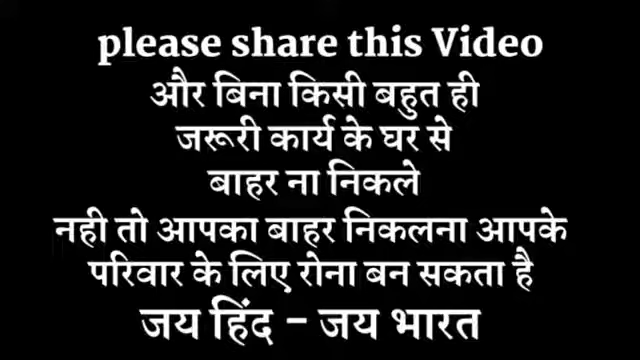 please share this Video
और बिना किसी बहुत ही
जरूरी कार्य के घर से
बाहर ना निकले
नही तो आपका बाहर निकलना आपके
परिवार के लिए रोना बन सकता है
जय हिंद - जय भारत